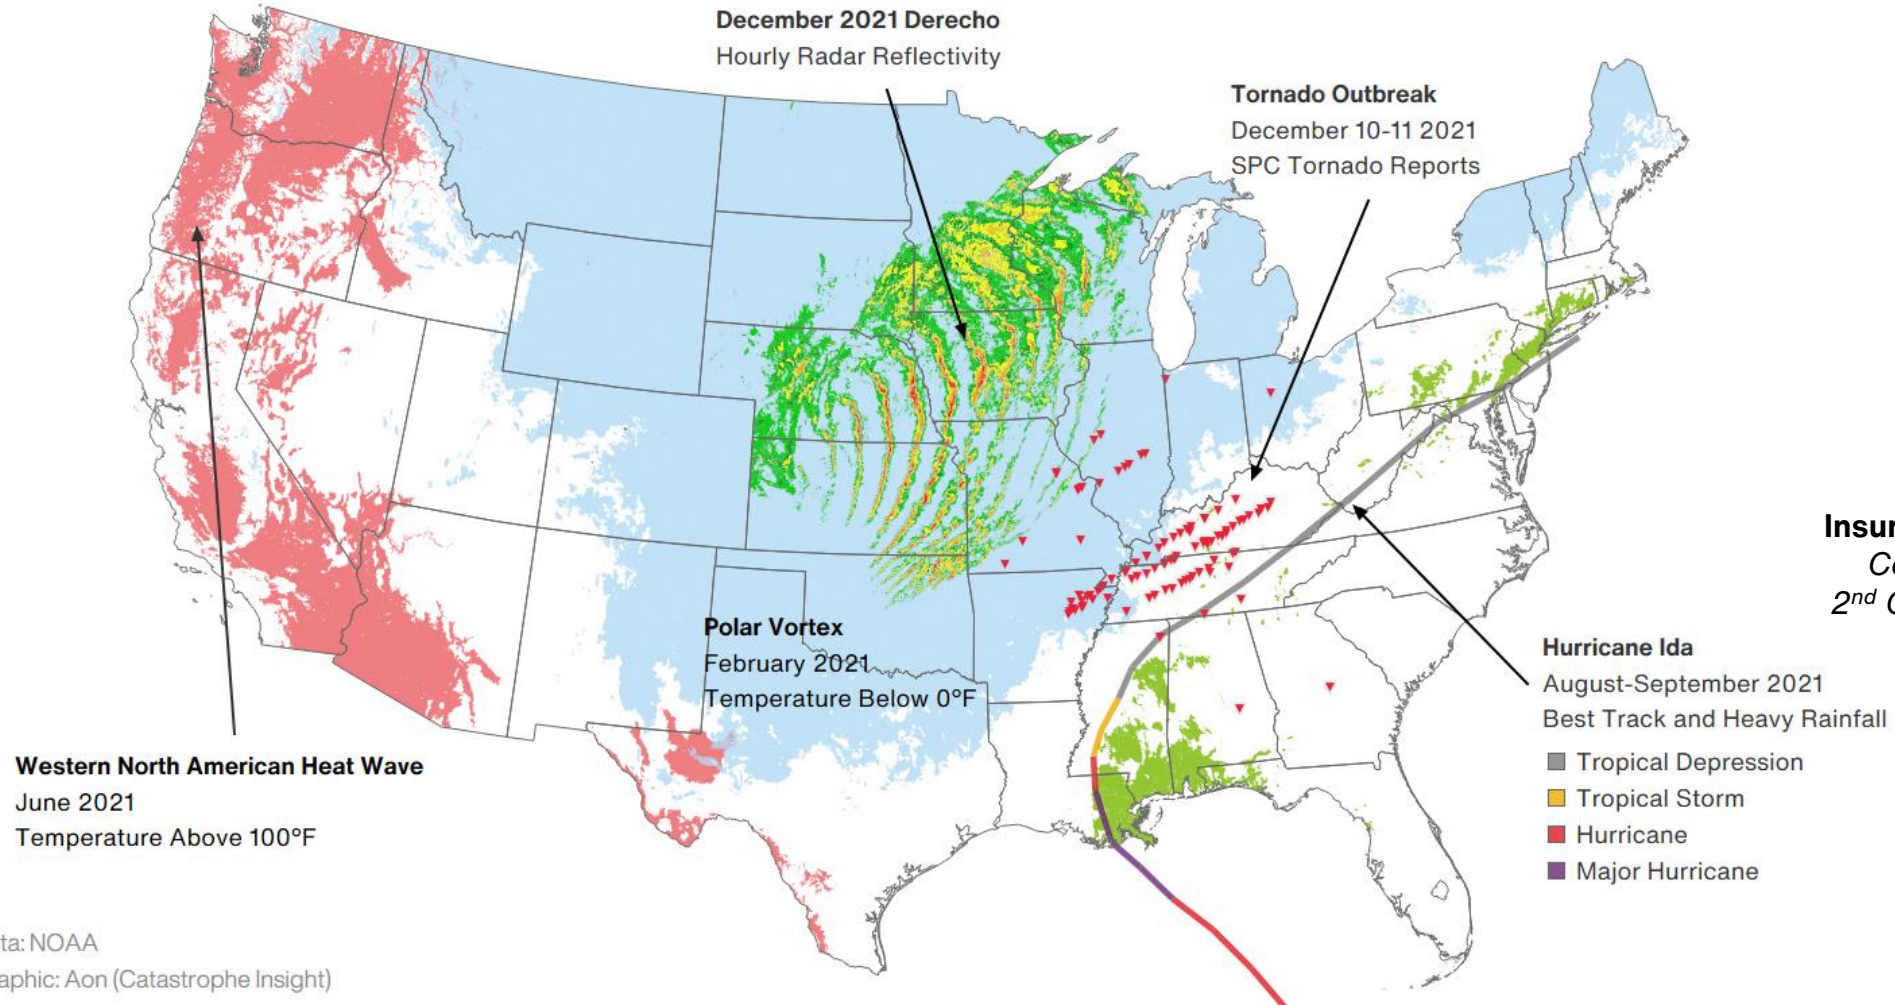 December 2021 Derecho
Hourly Radar Reflectivity
Tornado Outbreak
December 10-11 2021
SPC Tornado Reports
Polar Vortex
February 2021
Temperature Below 0°F
Western North American Heat Wave
June 2021
Temperature Above 100°F
Insur
Co
2nd
Hurricane Ida
August-September 2021
Best Track and Heavy Rainfall
Tropical Depression
Tropical Storm
Hurricane
Major Hurricane
ta: NOAA
aphic: Aon (Catastrophe Insight)